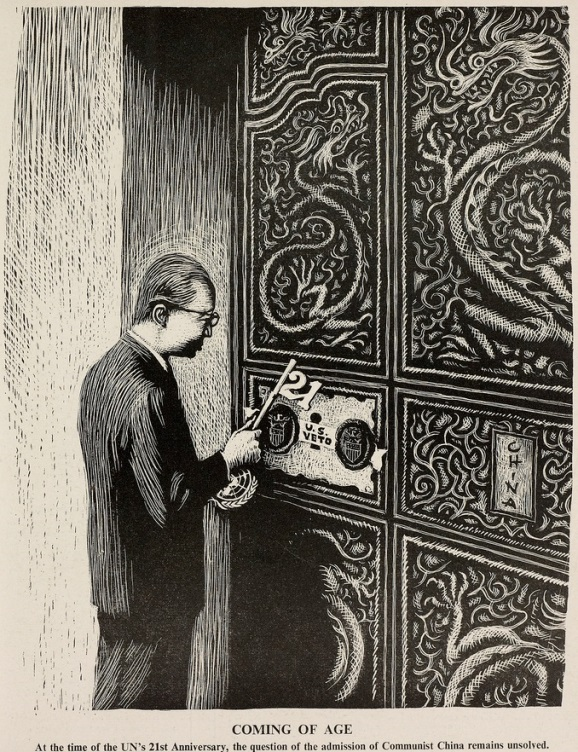 21
U.S.
VETO
CHINA
COMING OF AGE
At the time of the UN's 21st Anniversary, the question of the admission of Communist China remains unsolved.